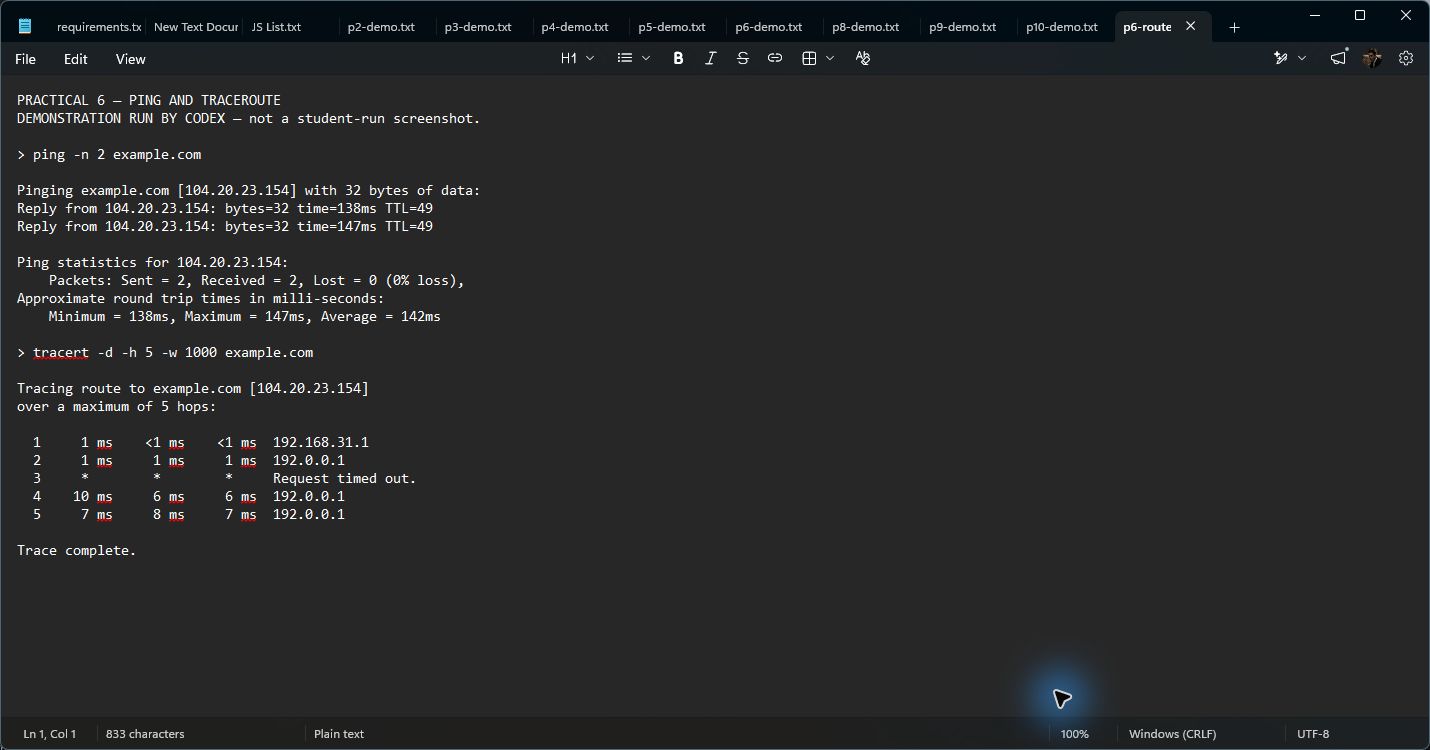 requirements.tx New Text Docur JS List.txt p2-demo.txt p3-demo.txt p4-demo.txt p5-demo.txt p6-demo.txt p8-demo.txt p9-demo.txt p10-demo.txt p6-route
File Edit View H1 B I S
PRACTICAL 6 — PING AND TRACEROUTE
DEMONSTRATION RUN BY CODEX — not a student-run screenshot.
> ping -n 2 example.com
Pinging example.com [104.20.23.154] with 32 bytes of data:
Reply from 104.20.23.154: bytes=32 time=138ms TTL=49
Reply from 104.20.23.154: bytes=32 time=147ms TTL=49
Ping statistics for 104.20.23.154:
    Packets: Sent = 2, Received = 2, Lost = 0 (0% loss),
Approximate round trip times in milli-seconds:
    Minimum = 138ms, Maximum = 147ms, Average = 142ms
> tracert -d -h 5 -w 1000 example.com
Tracing route to example.com [104.20.23.154]
over a maximum of 5 hops:
  1     1 ms    <1 ms    <1 ms  192.168.31.1
  2     1 ms     1 ms     1 ms  192.0.0.1
  3     *        *        *     Request timed out.
  4    10 ms     6 ms     6 ms  192.0.0.1
  5     7 ms     8 ms     7 ms  192.0.0.1
Trace complete.
Ln 1, Col 1 833 characters Plain text 100% Windows (CRLF) UTF-8